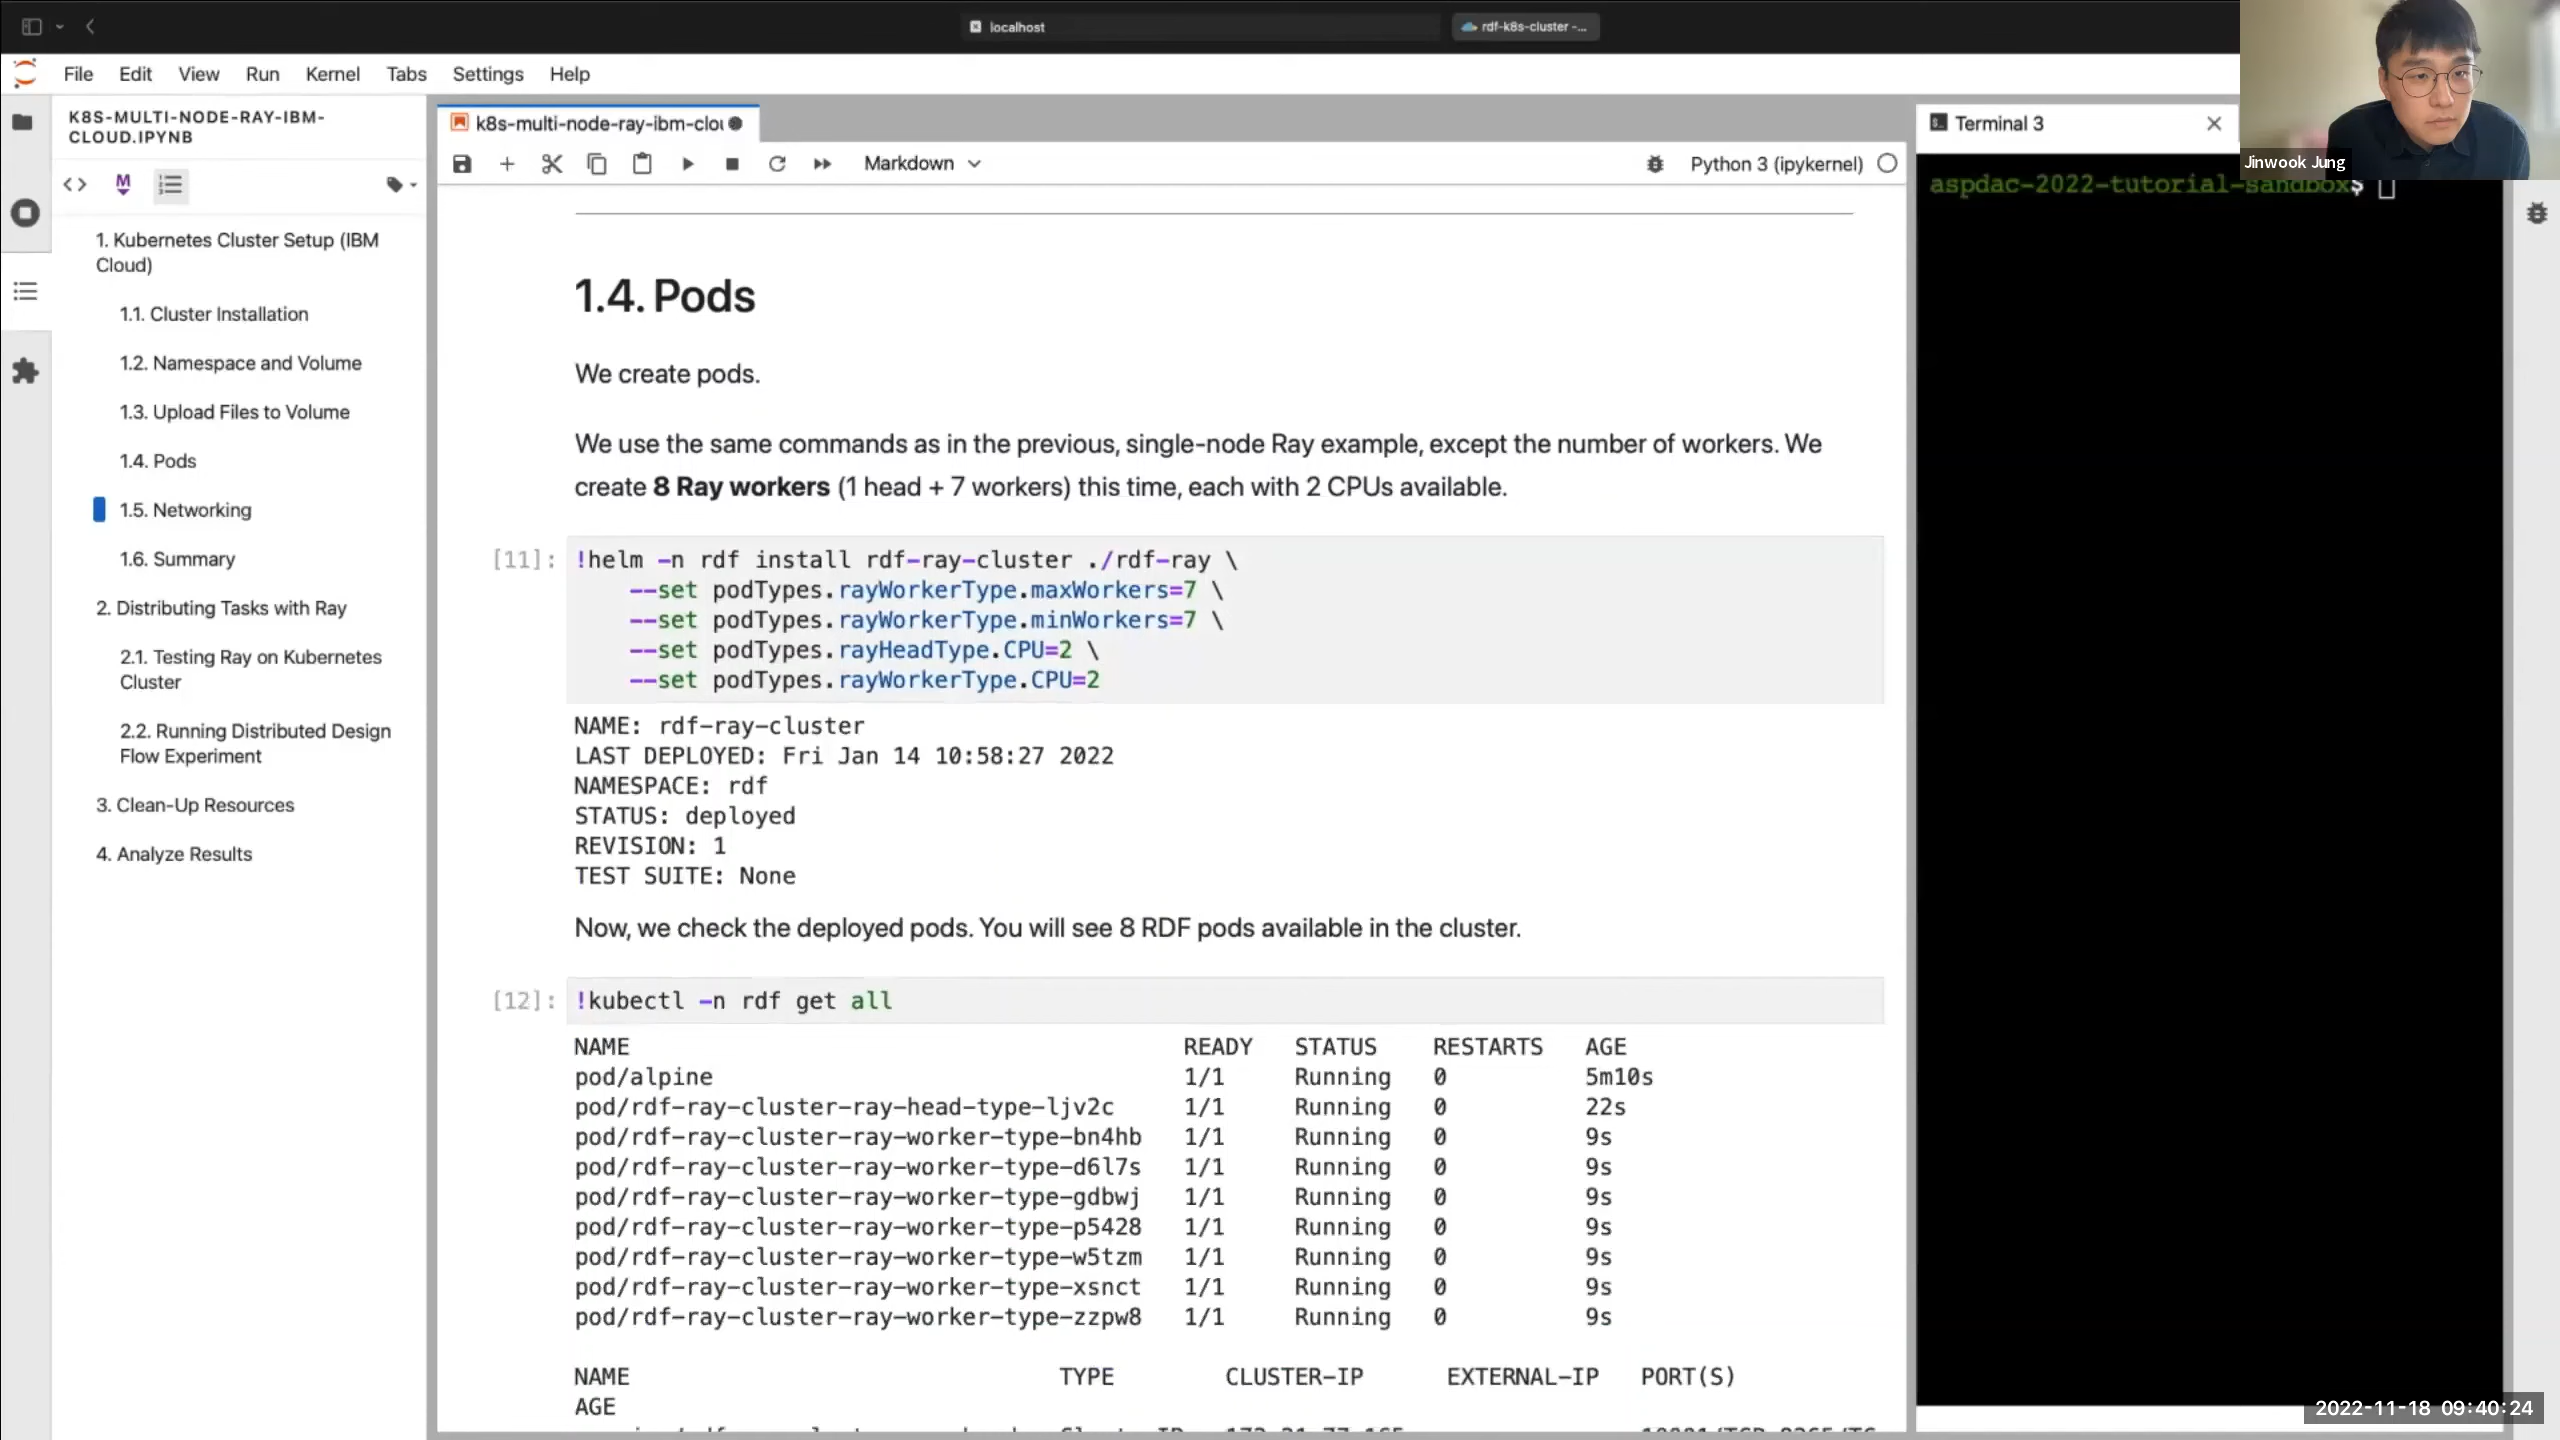 localhost
rdf-k8s-cluster -...
File Edit View Run Kernel Tabs Settings Help
Jinwook Jung
K8S-MULTI-NODE-RAY-IBM-
CLOUD.IPYNB
1. Kubernetes Cluster Setup (IBM
Cloud)
1.1. Cluster Installation
1.2. Namespace and Volume
1.3. Upload Files to Volume
1.4. Pods
1.5. Networking
1.6. Summary
2. Distributing Tasks with Ray
2.1. Testing Ray on Kubernetes
Cluster
2.2. Running Distributed Design
Flow Experiment
3. Clean-Up Resources
4. Analyze Results
k8s-multi-node-ray-ibm-clou
Markdown
Python 3 (ipykernel)
1.4. Pods
We create pods.
We use the same commands as in the previous, single-node Ray example, except the number of workers. We
create 8 Ray workers (1 head + 7 workers) this time, each with 2 CPUs available.
[11]: !helm -n rdf install rdf-ray-cluster ./rdf-ray \
--set podTypes.rayWorkerType.maxWorkers=7 \
--set podTypes.rayWorkerType.minWorkers=7 \
--set podTypes.rayHeadType.CPU=2 \
--set podTypes.rayWorkerType.CPU=2
NAME: rdf-ray-cluster
LAST DEPLOYED: Fri Jan 14 10:58:27 2022
NAMESPACE: rdf
STATUS: deployed
REVISION: 1
TEST SUITE: None
Now, we check the deployed pods. You will see 8 RDF pods available in the cluster.
[12]: !kubectl -n rdf get all
NAME READY STATUS RESTARTS AGE
pod/alpine 1/1 Running 0 5m10s
pod/rdf-ray-cluster-ray-head-type-ljv2c 1/1 Running 0 22s
pod/rdf-ray-cluster-ray-worker-type-bn4hb 1/1 Running 0 9s
pod/rdf-ray-cluster-ray-worker-type-d6l7s 1/1 Running 0 9s
pod/rdf-ray-cluster-ray-worker-type-gdbwj 1/1 Running 0 9s
pod/rdf-ray-cluster-ray-worker-type-p5428 1/1 Running 0 9s
pod/rdf-ray-cluster-ray-worker-type-w5tzm 1/1 Running 0 9s
pod/rdf-ray-cluster-ray-worker-type-xsnct 1/1 Running 0 9s
pod/rdf-ray-cluster-ray-worker-type-zzpw8 1/1 Running 0 9s
NAME TYPE CLUSTER-IP EXTERNAL-IP PORT(S)
AGE
Terminal 3
aspdac-2022-tutorial-sandbox$
2022-11-18 09:40:24